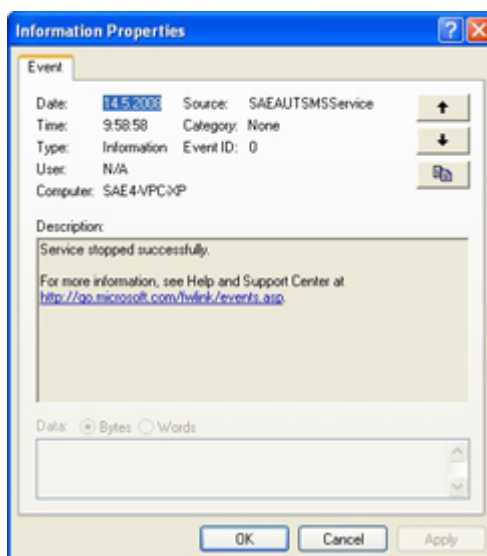 Information Properties
Event
Date: 14.5.2008 Source: SAEAUTSMSService
Time: 9:58:58 Category: None
Type: Information Event ID: 0
User: N/A
Computer: SAE4-VPC-XP
Description:
Service stopped successfully.
For more information, see Help and Support Center at
http://go.microsoft.com/fwlink/events.asp.
Data: Bytes Words
OK Cancel Apply